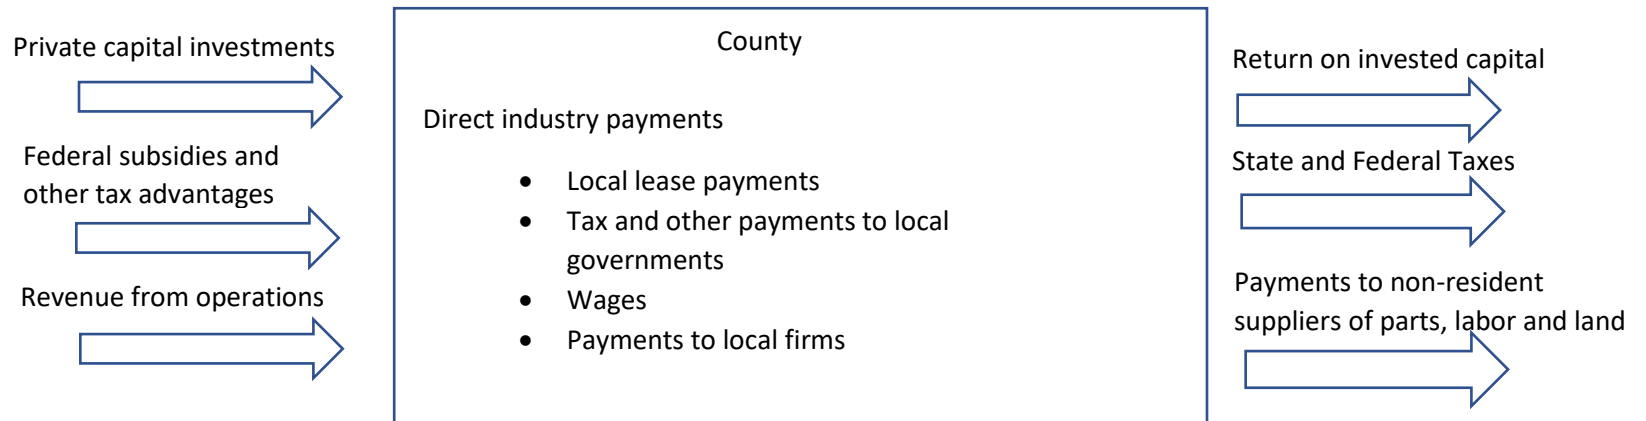 Private capital investments
Federal subsidies and
other tax advantages
Revenue from operations
County
Direct industry payments
• Local lease payments
• Tax and other payments to local
governments
• Wages
• Payments to local firms
Return on invested capital
State and Federal Taxes
Payments to non-resident
suppliers of parts, labor and land